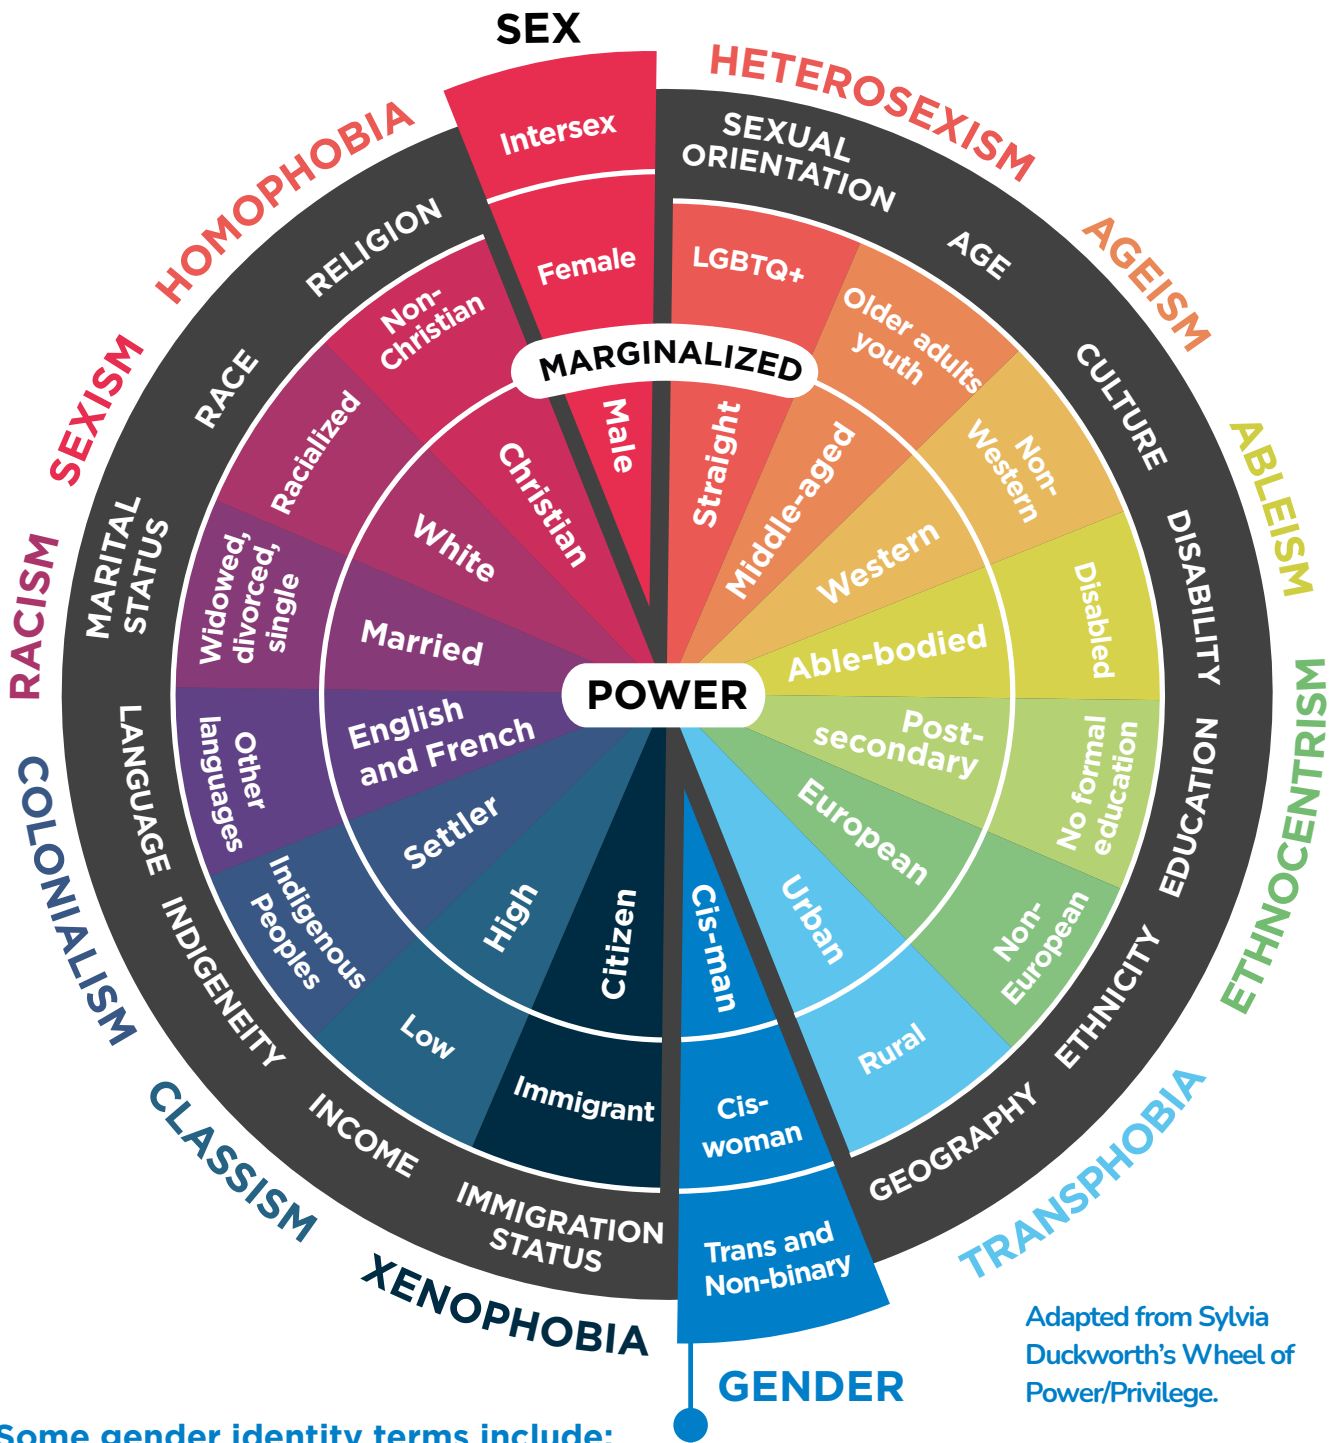 SEX
HETEROSEXISM
AGEISM
ABLEISM
ETHNOCENTRISM
TRANSPHOBIA
GENDER
XENOPHOBIA
CLASSISM
COLONIALISM
RACISM
SEXISM
HOMOPHOBIA
SEXUAL
ORIENTATION
AGE
CULTURE
DISABILITY
EDUCATION
ETHNICITY
GEOGRAPHY
IMMIGRATION
STATUS
INCOME
INDIGENEITY
LANGUAGE
MARITAL
STATUS
RACE
RELIGION
Intersex
Female
LGBTQ+
Older adults
youth
Non-
Western
Disabled
No formal
education
Non-
European
Rural
Cis-
woman
Trans and
Non-binary
Immigrant
Low
Indigenous
Peoples
Other
languages
Widowed,
divorced,
single
Racialized
Non-
Christian
MARGINALIZED
Male
Straight
Middle-aged
Western
Able-bodied
Post-
secondary
European
Urban
Cis-man
Citizen
High
Settler
English
and French
Married
White
Christian
POWER
Adapted from Sylvia
Duckworth's Wheel of
Power/Privilege.
Some gender identity terms include: